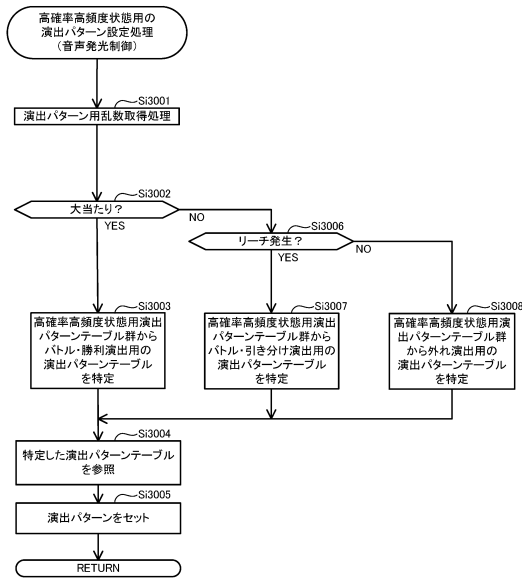 高確率高頻度状態用の
演出パターン設定処理
（音声発光制御）
Si3001
演出パターン用乱数取得処理
Si3002
大当たり？
NO
YES
Si3006
リーチ発生？
NO
YES
Si3003
高確率高頻度状態用演出
パターンテーブル群から
バトル・勝利演出用の
演出パターンテーブル
を特定
Si3007
高確率高頻度状態用演出
パターンテーブル群から
バトル・引き分け演出用の
演出パターンテーブル
を特定
Si3008
高確率高頻度状態用演
出パターンテーブル群
から外れ演出用の
演出パターンテーブル
を特定
Si3004
特定した演出パターンテーブル
を参照
Si3005
演出パターンをセット
RETURN